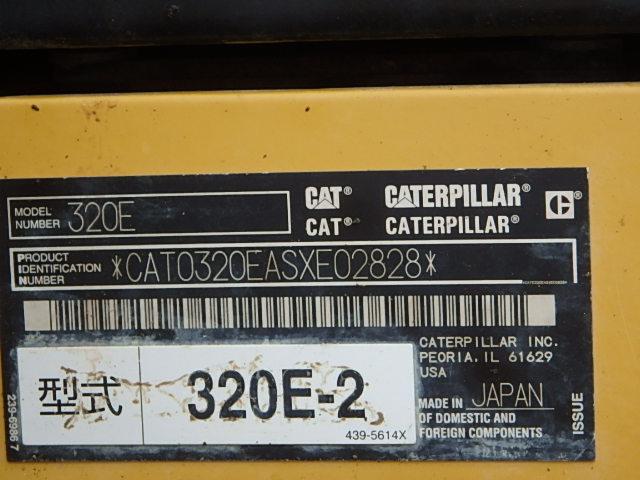 MODEL NUMBER 320E
CAT® CATERPILLAR®
CAT® CATERPILLAR®
PRODUCT IDENTIFICATION NUMBER *CAT0320EASXE02828*
CATERPILLAR INC.
PEORIA, IL 61629
USA
型式 320E-2
439-5614X
MADE IN JAPAN
OF DOMESTIC AND
FOREIGN COMPONENTS
ISSUE
239-6986 7